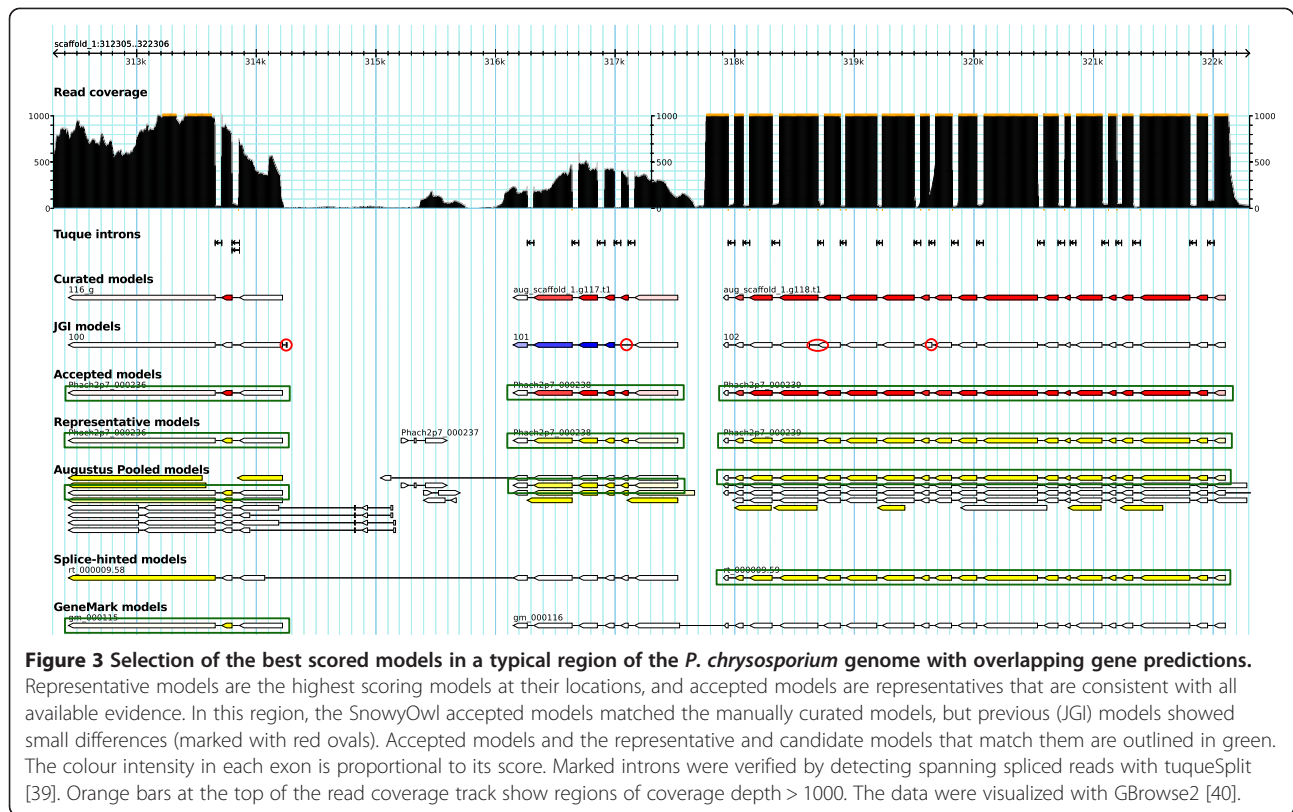 scaffold_1:312305..322306
313k 314k 315k 316k 317k 318k 319k 320k 321k 322k
Read coverage
1000 1000 1000
500 500 500
0 0 0
Tuque introns
Curated models
116_g aug_scaffold_1.g117.t1 aug_scaffold_1.g118.t1
JGI models
100 101 102
Accepted models
Phach2p7_000236 Phach2p7_000238 Phach2p7_000239
Representative models
Phach2p7_000236 Phach2p7_000237 Phach2p7_000238 Phach2p7_000239
Augustus Pooled models
Splice-hinted models
rt_000009.58 rt_000009.59
GeneMark models
gm_000115 gm_000116
Figure 3 Selection of the best scored models in a typical region of the P. chrysosporium genome with overlapping gene predictions.
Representative models are the highest scoring models at their locations, and accepted models are representatives that are consistent with all
available evidence. In this region, the SnowyOwl accepted models matched the manually curated models, but previous (JGI) models showed
small differences (marked with red ovals). Accepted models and the representative and candidate models that match them are outlined in green.
The colour intensity in each exon is proportional to its score. Marked introns were verified by detecting spanning spliced reads with tuqueSplit
[39]. Orange bars at the top of the read coverage track show regions of coverage depth > 1000. The data were visualized with GBrowse2 [40].